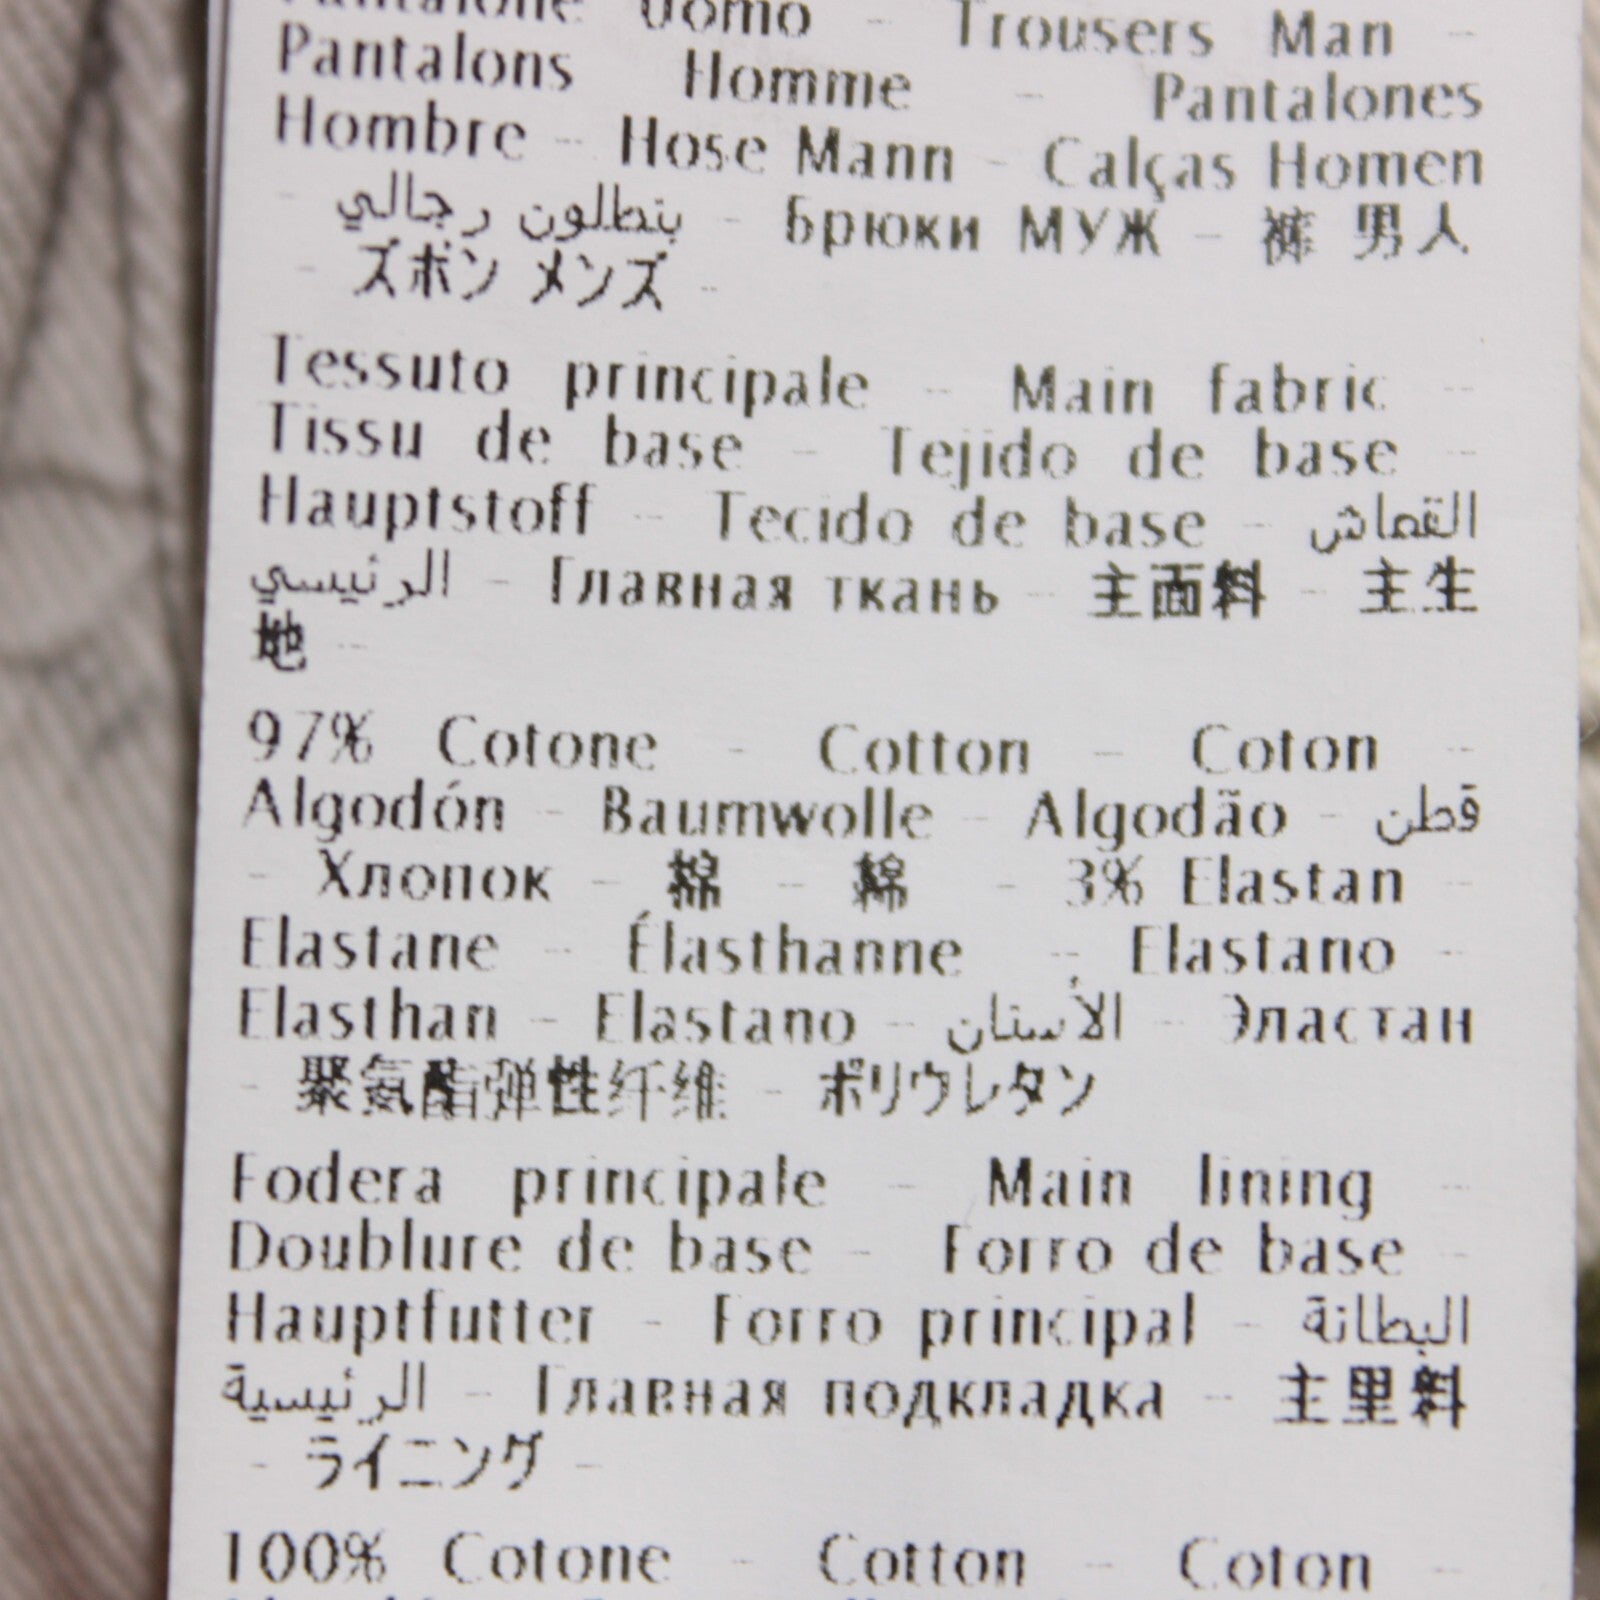 Pantalone Uomo - Trousers Man -
Pantalons Homme - Pantalones
Hombre - Hose Mann - Calças Homen
- بنطلون رجالي - Брюки МУЖ - 裤 男人
- ズボン メンズ -
Tessuto principale - Main fabric -
Tissu de base - Tejido de base -
Hauptstoff - Tecido de base - القماش
الرئيسي - Главная ткань - 主面料 - 主生
地 -
97% Cotone - Cotton - Coton -
Algodón - Baumwolle - Algodão - قطن
- Хлопок - 棉 - 綿 - 3% Elastan -
Elastane - Élasthanne - Elastano -
Elasthan - Elastano - الأستان - Эластан
- 聚氨酯弹性纤维 - ポリウレタン
Fodera principale - Main lining -
Doublure de base - Forro de base -
Hauptfutter - Forro principal - البطانة
الرئيسية - Главная подкладка - 主里料
- ライニング -
100% Cotone - Cotton - Coton -